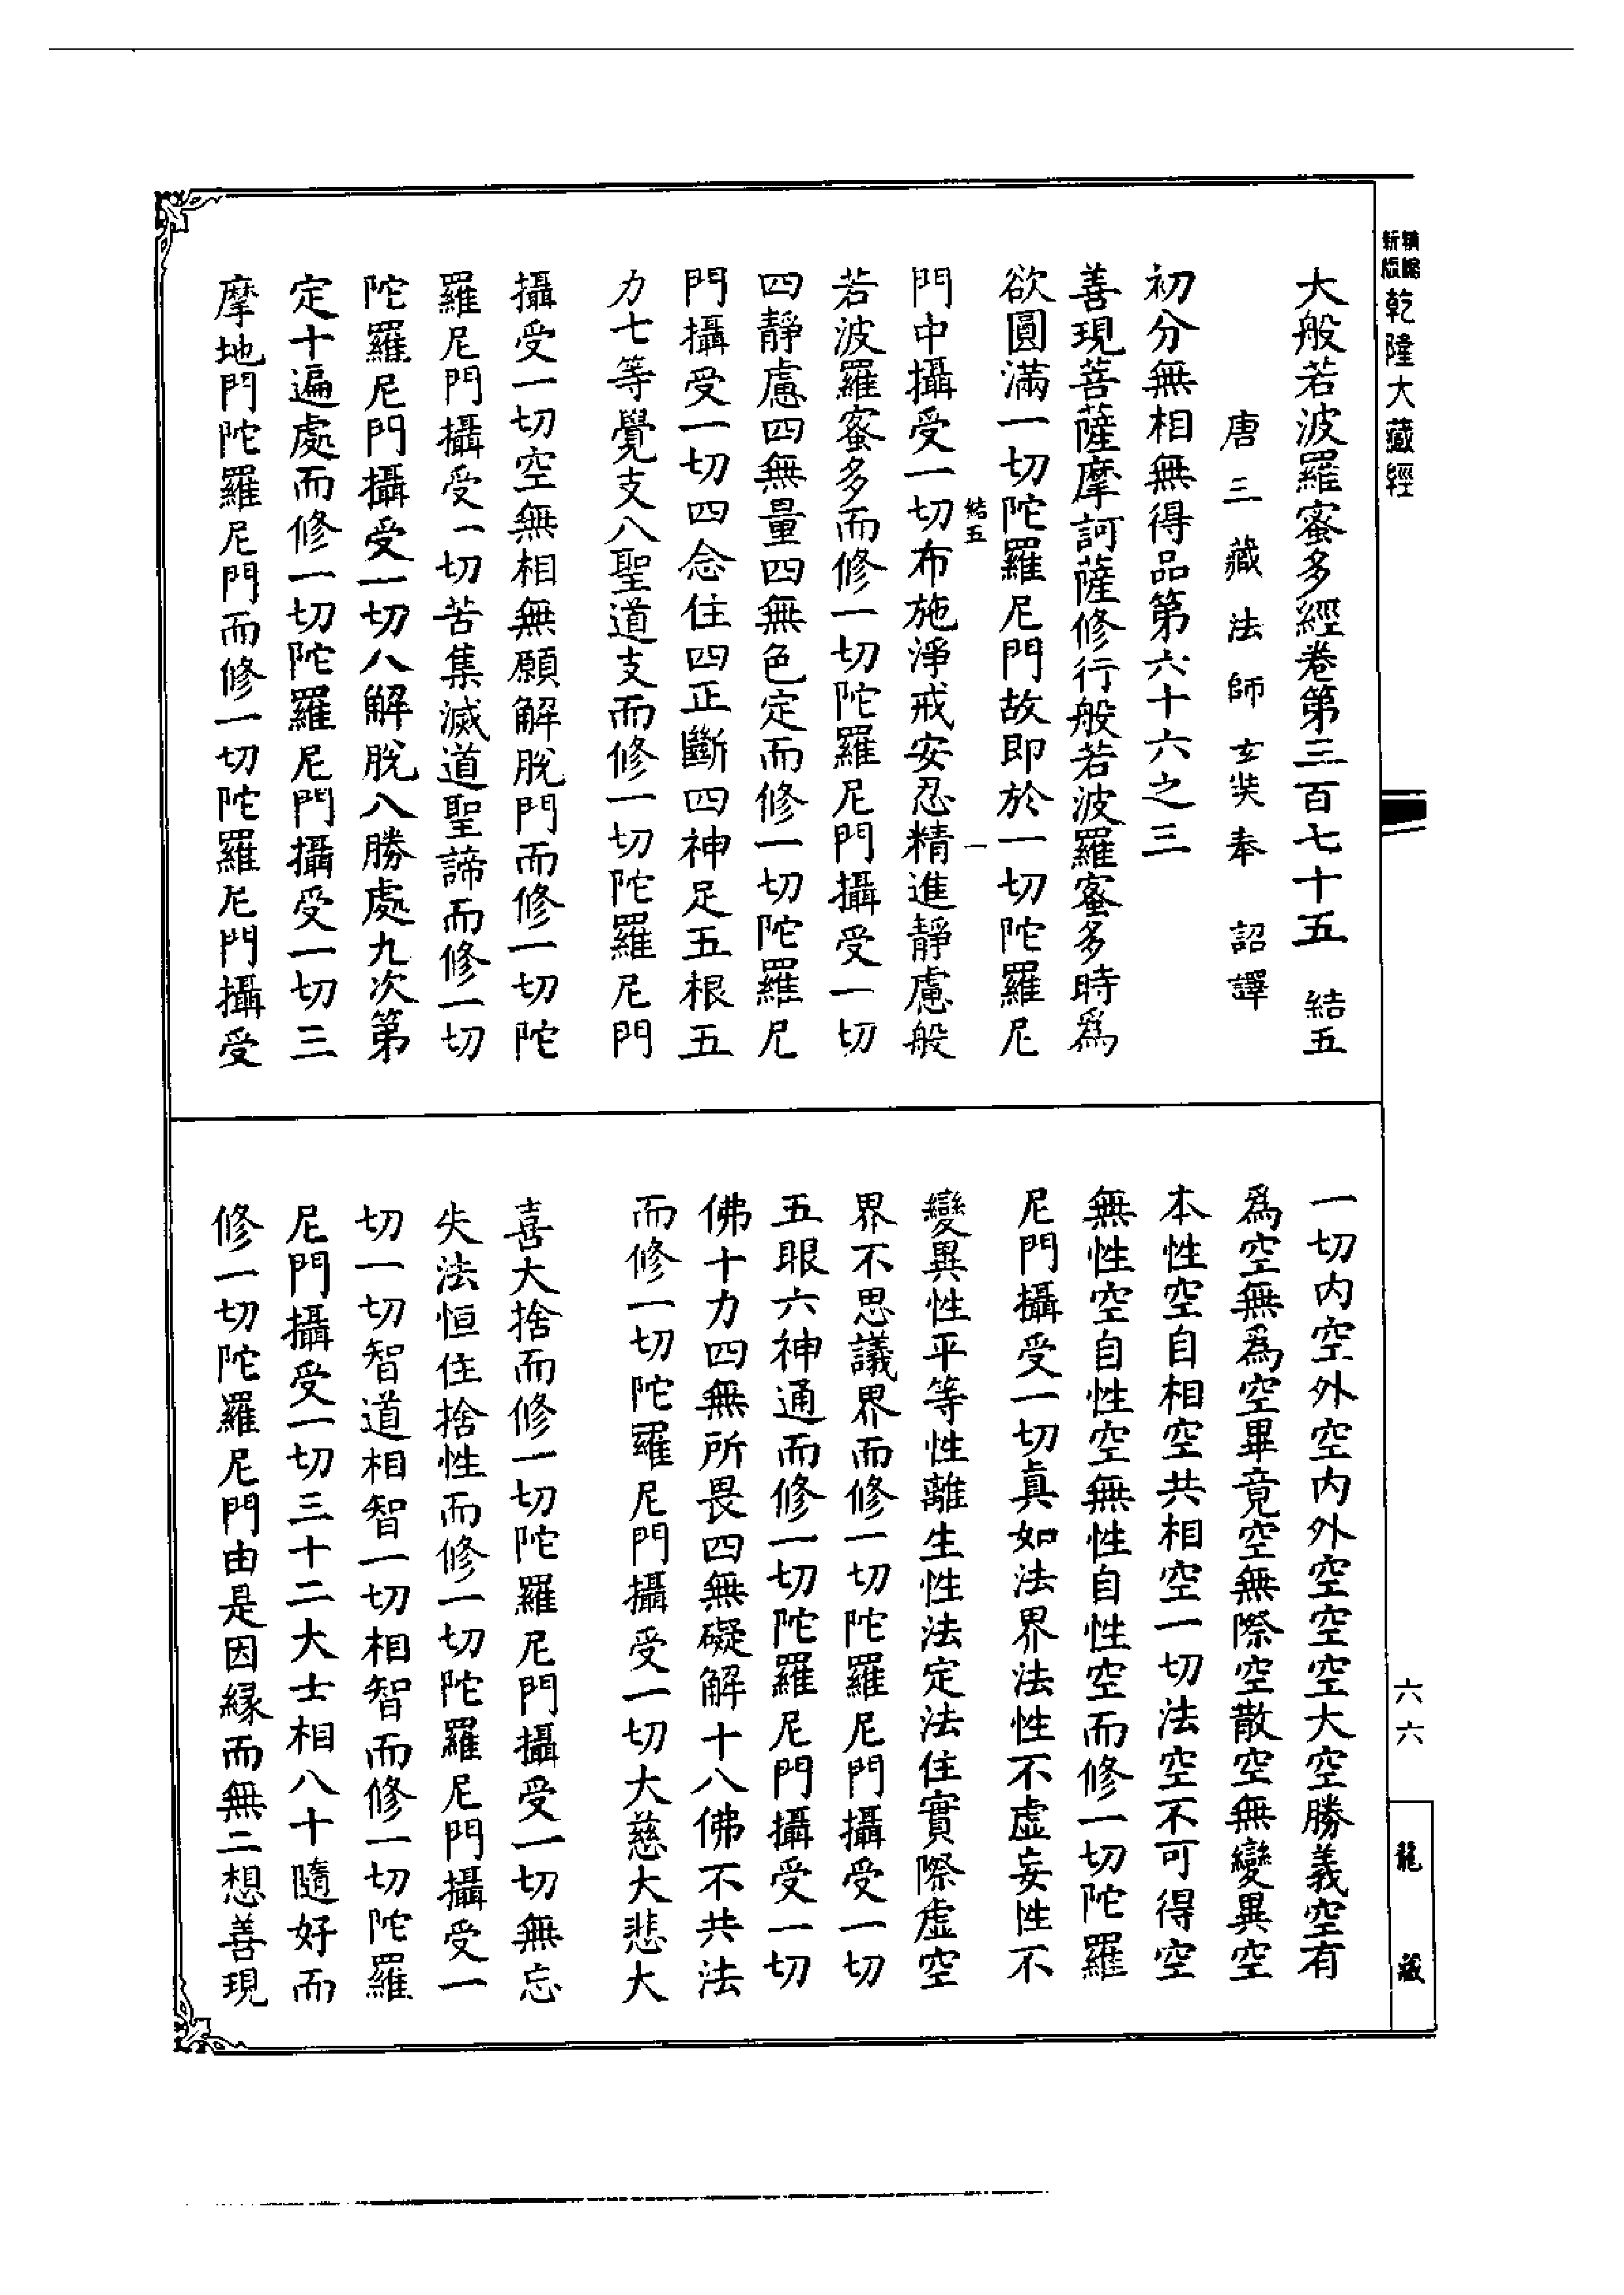 新版精縮乾隆大藏經
大般若波羅蜜多經卷第三百七十五　結五
唐三藏法師玄奘奉　詔譯
初分無相無得品第六十六之三
善現菩薩摩訶薩修行般若波羅蜜多時爲
欲圓滿一切陀羅尼門故即於一切陀羅尼
結五　一
門中攝受一切布施淨戒安忍精進靜慮般
若波羅蜜多而修一切陀羅尼門攝受一切
四靜慮四無量四無色定而修一切陀羅尼
門攝受一切四念住四正斷四神足五根五
力七等覺支八聖道支而修一切陀羅尼門
攝受一切空無相無願解脫門而修一切陀
羅尼門攝受一切苦集滅道聖諦而修一切
陀羅尼門攝受一切八解脫八勝處九次第
定十遍處而修一切陀羅尼門攝受一切三
摩地門陀羅尼門而修一切陀羅尼門攝受
一切內空外空內外空空空大空勝義空有
爲空無爲空畢竟空無際空散空無變異空
本性空自相空共相空一切法空不可得空
無性空自性空無性自性空而修一切陀羅
尼門攝受一切真如法界法性不虛妄性不
變異性平等性離生性法定法住實際虛空
界不思議界而修一切陀羅尼門攝受一切
五眼六神通而修一切陀羅尼門攝受一切
佛十力四無所畏四無礙解十八佛不共法
而修一切陀羅尼門攝受一切大慈大悲大
喜大捨而修一切陀羅尼門攝受一切無忘
失法恒住捨性而修一切陀羅尼門攝受一
切一切智道相智一切相智而修一切陀羅
尼門攝受一切三十二大士相八十隨好而
修一切陀羅尼門由是因緣而無二想善現
六六
龍藏